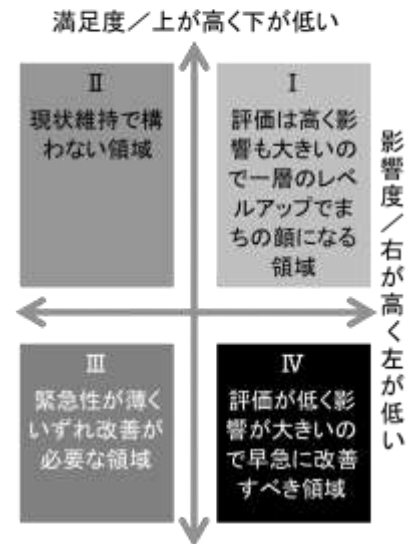 満足度／上が高く下が低い
Ⅱ
現状維持で構
わない領域
Ⅰ
評価は高く影
響も大きいの
で一層のレベ
ルアップでま
ちの顔になる
領域
影響度／右が高く左が低い
Ⅲ
緊急性が薄く
いずれ改善が
必要な領域
Ⅳ
評価が低く影
響が大きいの
で早急に改善
すべき領域